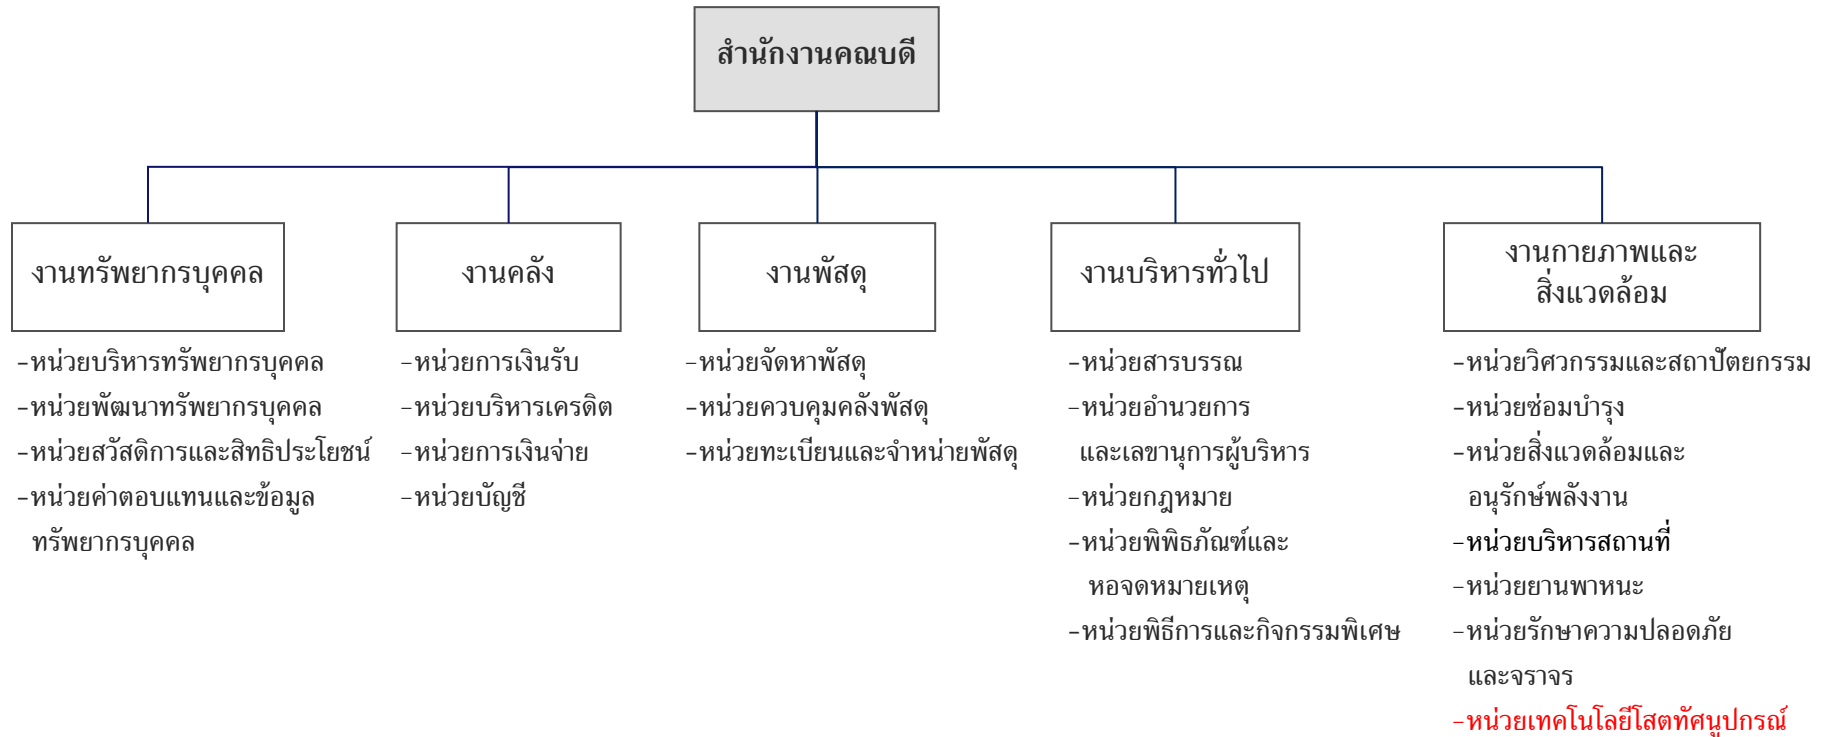 สำนักงานคณบดี
งานทรัพยากรบุคคล
-หน่วยบริหารทรัพยากรบุคคล
-หน่วยพัฒนาทรัพยากรบุคคล
-หน่วยสวัสดิการและสิทธิประโยชน์
-หน่วยค่าตอบแทนและข้อมูล
ทรัพยากรบุคคล
งานคลัง
-หน่วยการเงินรับ
-หน่วยบริหารเครดิต
-หน่วยการเงินจ่าย
-หน่วยบัญชี
งานพัสดุ
-หน่วยจัดหาพัสดุ
-หน่วยควบคุมคลังพัสดุ
-หน่วยทะเบียนและจำหน่ายพัสดุ
งานบริหารทั่วไป
-หน่วยสารบรรณ
-หน่วยอำนวยการ
และเลขานุการผู้บริหาร
-หน่วยกฎหมาย
-หน่วยพิพิธภัณฑ์และ
หอจดหมายเหตุ
-หน่วยพิธีการและกิจกรรมพิเศษ
งานกายภาพและ
สิ่งแวดล้อม
-หน่วยวิศวกรรมและสถาปัตยกรรม
-หน่วยซ่อมบำรุง
-หน่วยสิ่งแวดล้อมและ
อนุรักษ์พลังงาน
-หน่วยบริหารสถานที่
-หน่วยยานพาหนะ
-หน่วยรักษาความปลอดภัย
และจราจร
-หน่วยเทคโนโลยีโสตทัศนูปกรณ์